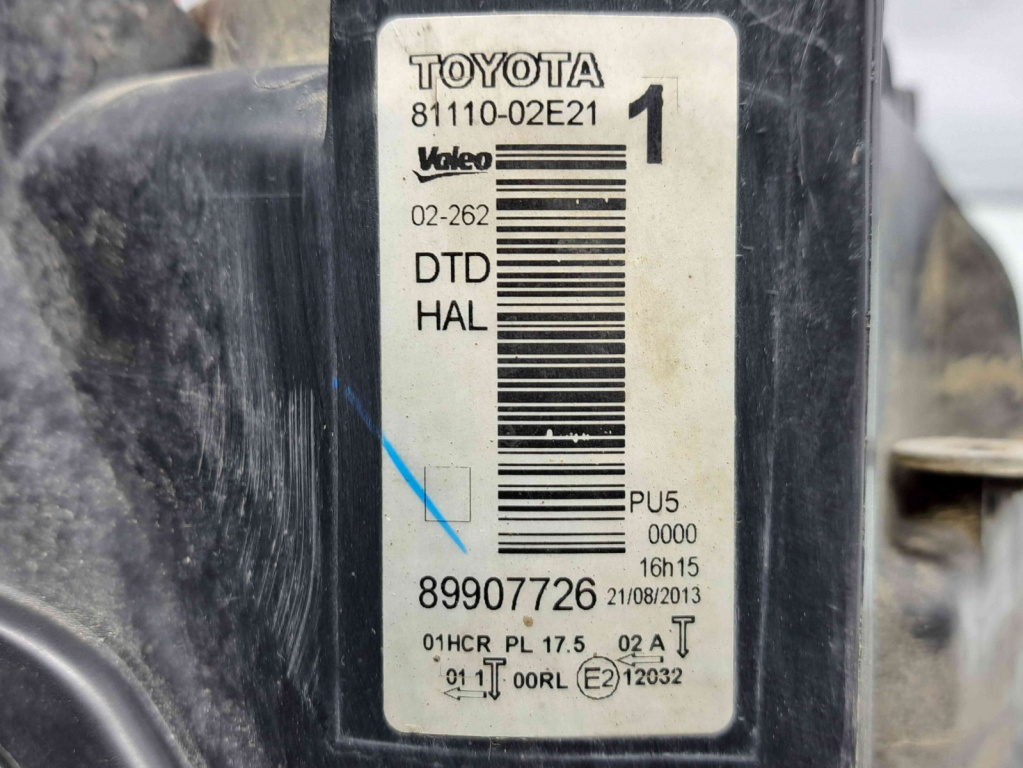 TOYOTA
81110-02E21
1
Valeo
02-262
DTD
HAL
PU5
0000
16h15
89907726 21/08/2013
01HCR PL 17.5 02 A
01 1 00RL E2 12032